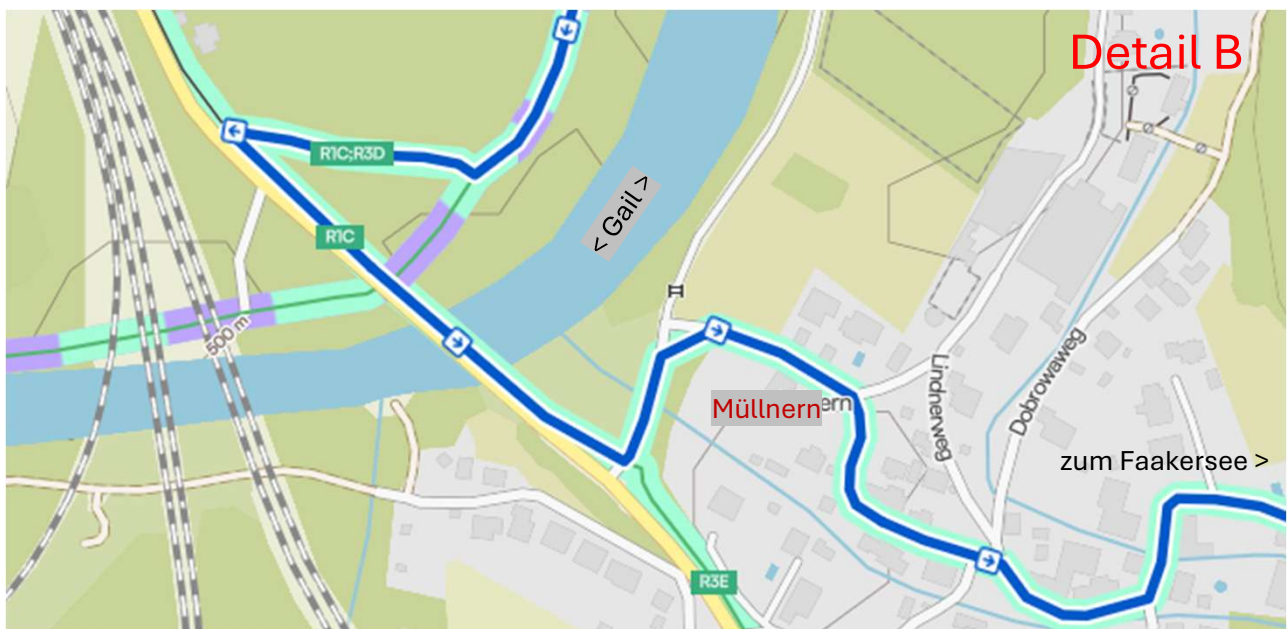 Detail B
R1C;R3D
R1C
< Gail >
500 m
Müllnern
ern
Lindnerweg
Dobrowaweg
zum Faakersee >
R3E